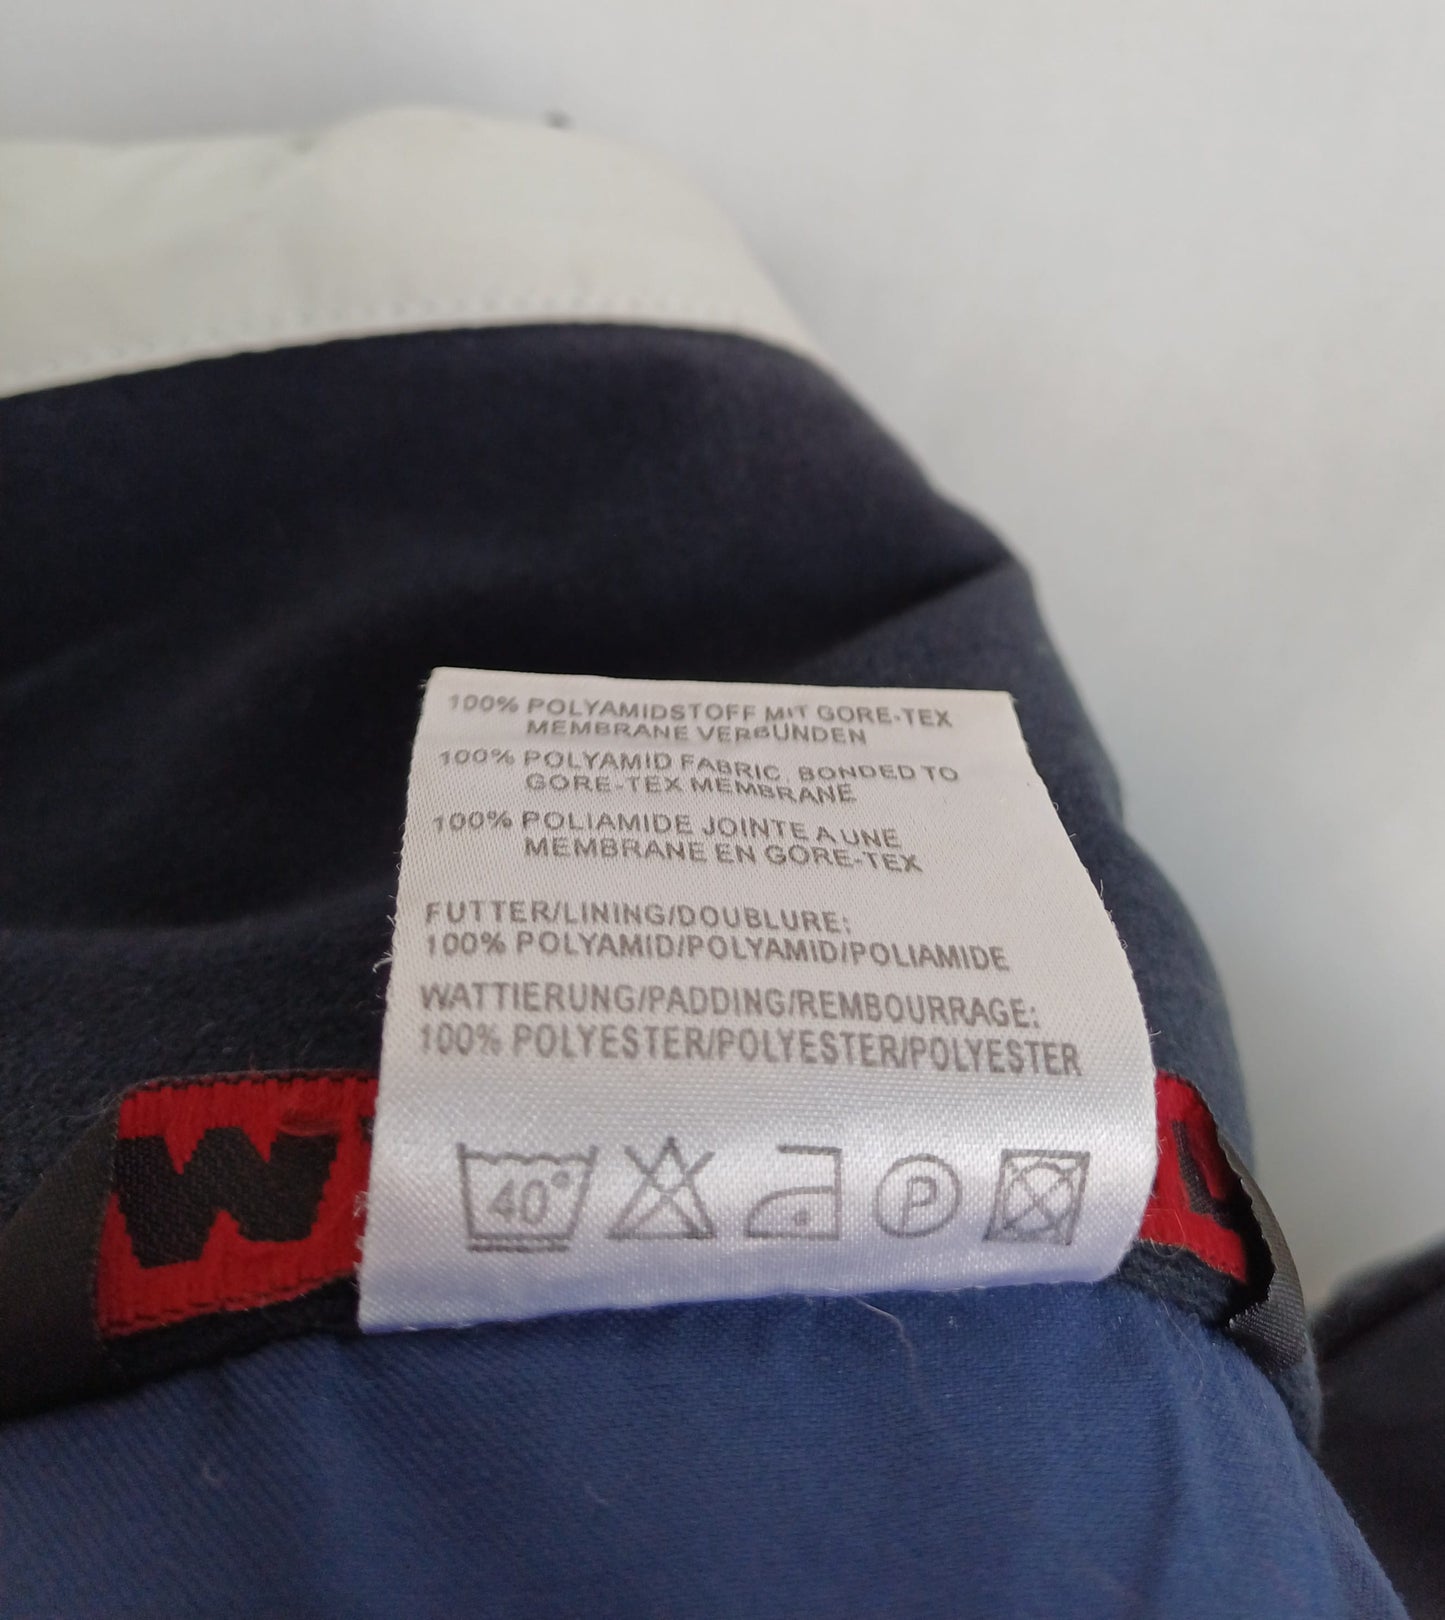 100% POLYAMIDSTOFF MIT GORE-TEX
MEMBRANE VERBUNDEN
100% POLYAMID FABRIC, BONDED TO
GORE-TEX MEMBRANE
100% POLIAMIDE JOINTE A UNE
MEMBRANE EN GORE-TEX
FUTTER/LINING/DOUBLURE:
100% POLYAMID/POLYAMID/POLIAMIDE
WATTIERUNG/PADDING/REMBOURRAGE:
100% POLYESTER/POLYESTER/POLYESTER
40°
P